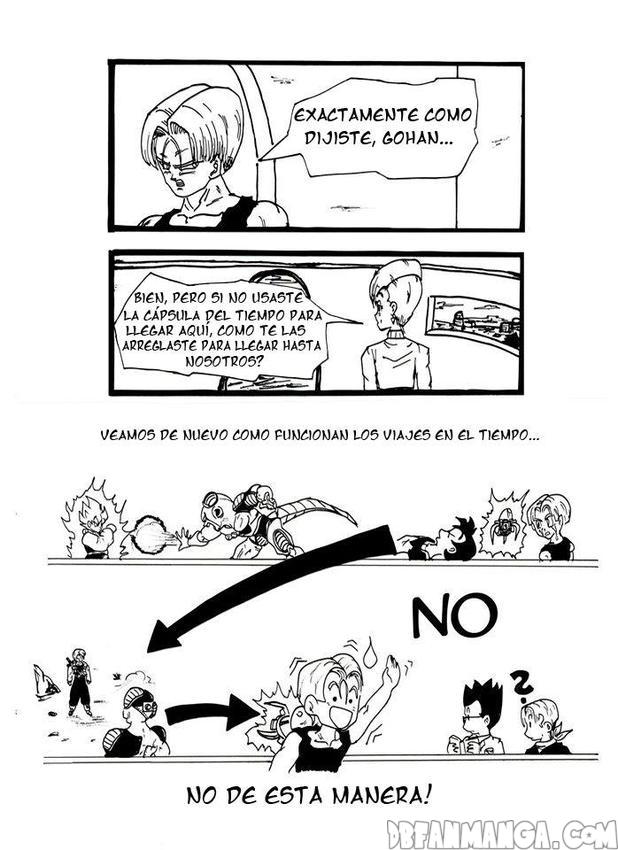 EXACTAMENTE COMO
DIJISTE, GOHAN...
BIEN, PERO SI NO USASTE
LA CÁPSULA DEL TIEMPO PARA
LLEGAR AQUÍ, COMO TE LAS
ARREGLASTE PARA LLEGAR HASTA
NOSOTROS?
VEAMOS DE NUEVO COMO FUNCIONAN LOS VIAJES EN EL TIEMPO...
NO
?
NO DE ESTA MANERA!
DBFANMANGA.COM